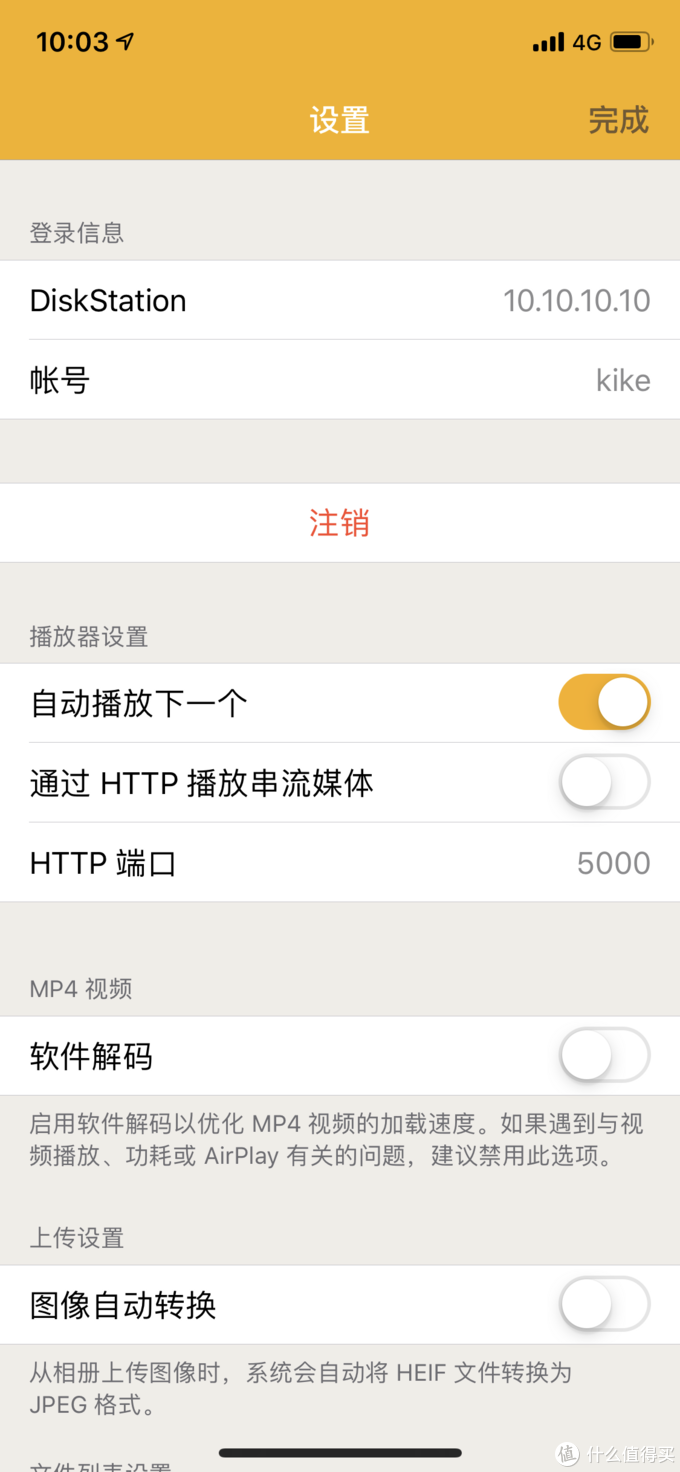 10:03
4G
设置
完成
登录信息
DiskStation
10.10.10.10
帐号
kike
注销
播放器设置
自动播放下一个
通过 HTTP 播放串流媒体
HTTP 端口
5000
MP4 视频
软件解码
启用软件解码以优化 MP4 视频的加载速度。如果遇到与视
频播放、功耗或 AirPlay 有关的问题，建议禁用此选项。
上传设置
图像自动转换
从相册上传图像时，系统会自动将 HEIF 文件转换为
JPEG 格式。
文件列表设置
值 什么值得买